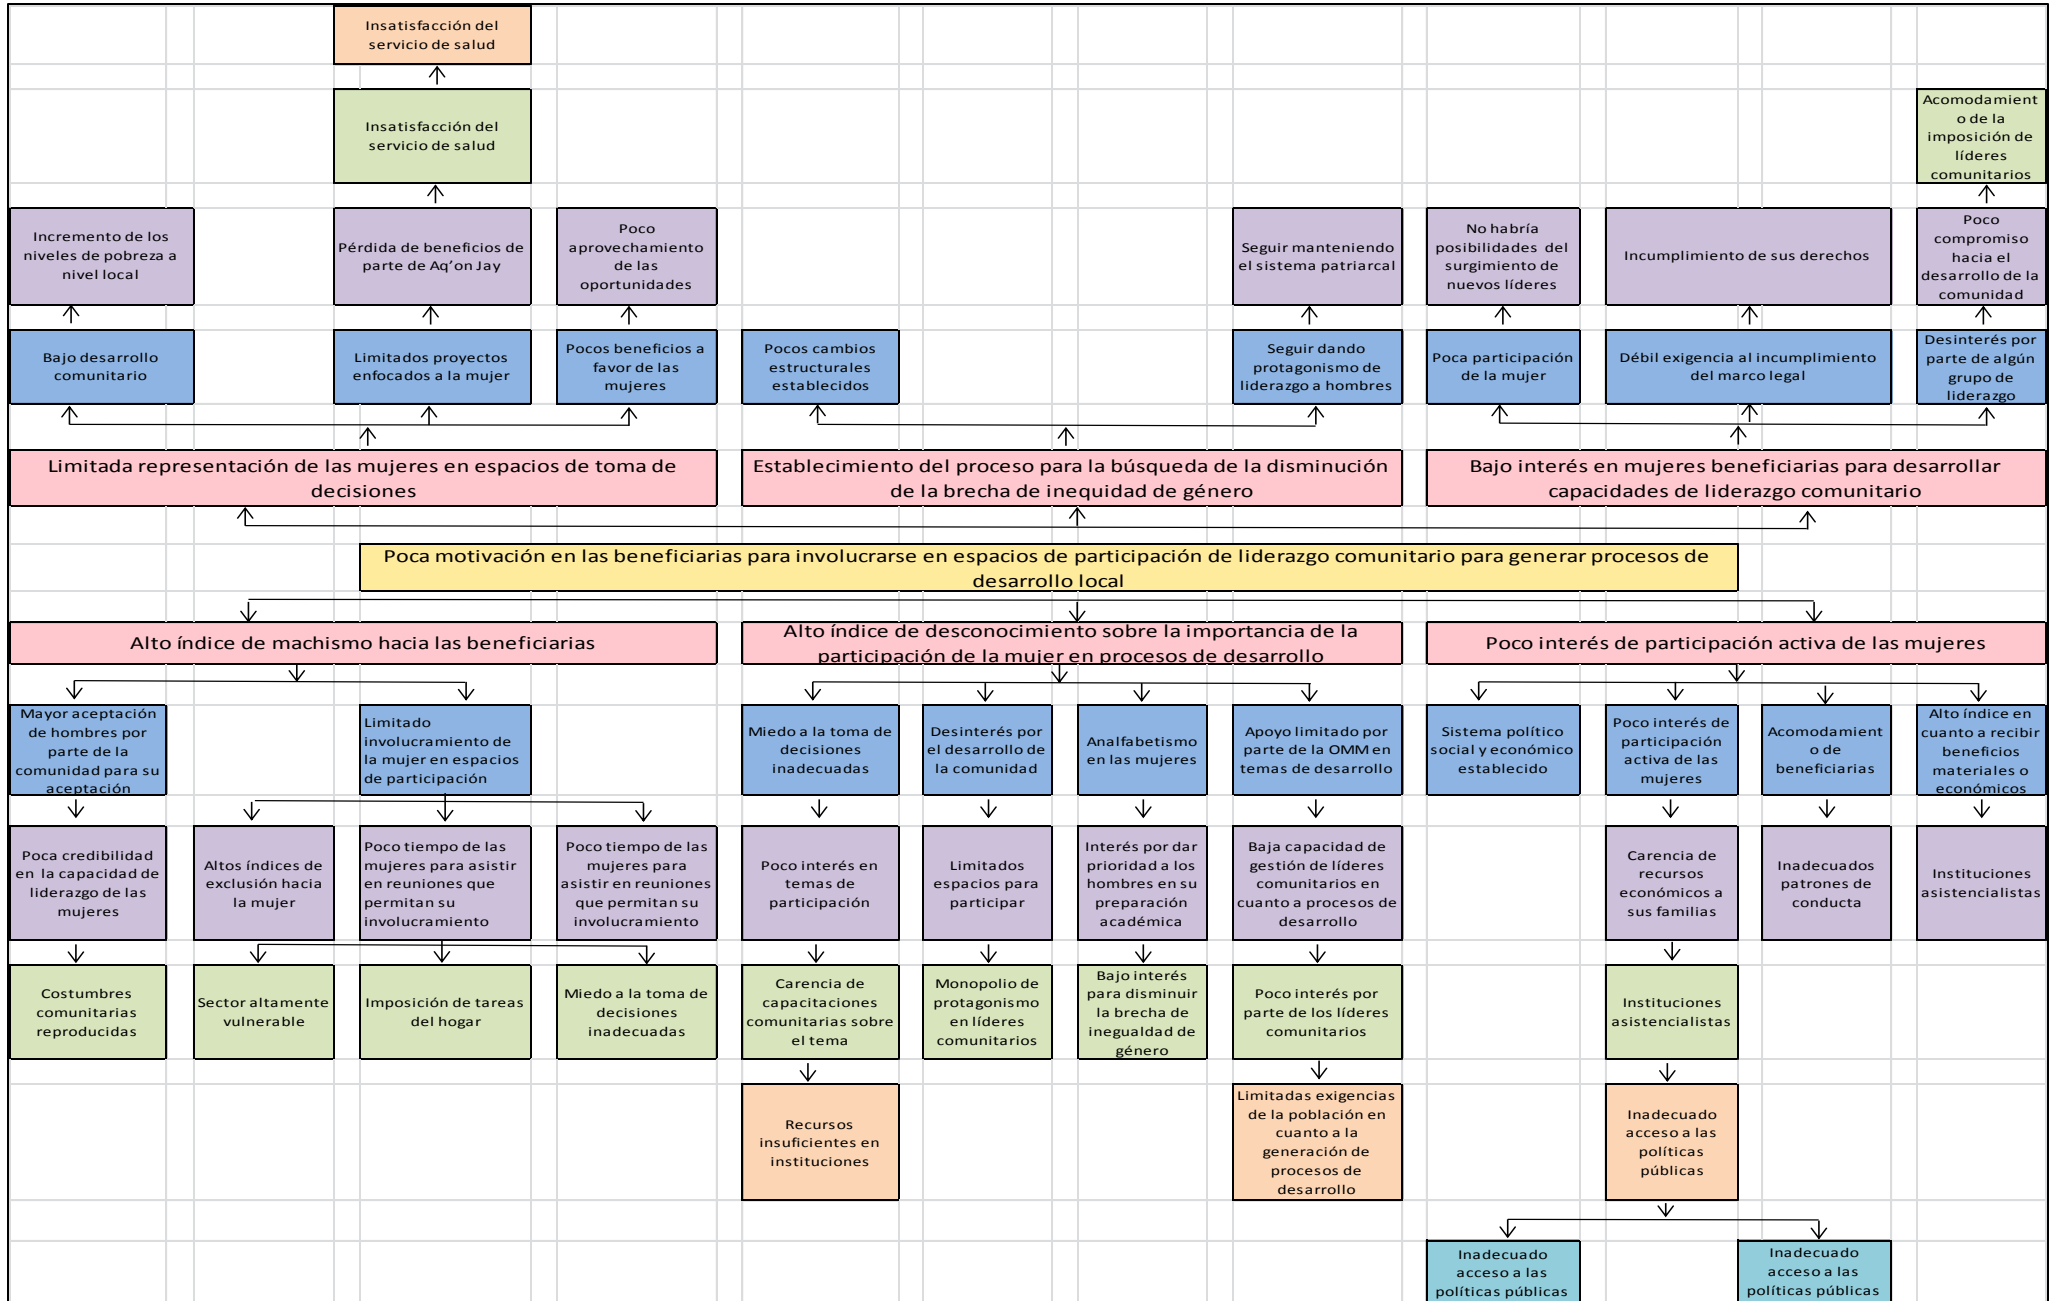 Insatisfacción del
servicio de salud
Insatisfacción del
servicio de salud
Acomodamient
o de la
imposición de
líderes
comunitarios
Incremento de los
niveles de pobreza a
nivel local
Pérdida de beneficios de
parte de Aq’on Jay
Poco
aprovechamiento
de las
oportunidades
Seguir manteniendo
el sistema patriarcal
No habría
posibilidades del
surgimiento de
nuevos líderes
Incumplimiento de sus derechos
Poco
compromiso
hacia el
desarrollo de la
comunidad
Bajo desarrollo
comunitario
Limitados proyectos
enfocados a la mujer
Pocos beneficios a
favor de las
mujeres
Pocos cambios
estructurales
establecidos
Seguir dando
protagonismo de
liderazgo a hombres
Poca participación
de la mujer
Débil exigencia al incumplimiento
del marco legal
Desinterés por
parte de algún
grupo de
liderazgo
Limitada representación de las mujeres en espacios de toma de
decisiones
Establecimiento del proceso para la búsqueda de la disminución
de la brecha de inequidad de género
Bajo interés en mujeres beneficiarias para desarrollar
capacidades de liderazgo comunitario
Poca motivación en las beneficiarias para involucrarse en espacios de participación de liderazgo comunitario para generar procesos de
desarrollo local
Alto índice de machismo hacia las beneficiarias
Alto índice de desconocimiento sobre la importancia de la
participación de la mujer en procesos de desarrollo
Poco interés de participación activa de las mujeres
Mayor aceptación
de hombres por
parte de la
comunidad para su
aceptación
Limitado
involucramiento de
la mujer en espacios
de participación
Miedo a la toma de
decisiones
inadecuadas
Desinterés por
el desarrollo de
la comunidad
Analfabetismo
en las mujeres
Apoyo limitado por
parte de la OMM en
temas de desarrollo
Sistema político
social y económico
establecido
Poco interés de
participación
activa de las
mujeres
Acomodamient
o de
beneficiarias
Alto índice en
cuanto a recibir
beneficios
materiales o
económicos
Poca credibilidad
en la capacidad de
liderazgo de las
mujeres
Altos índices de
exclusión hacia
la mujer
Poco tiempo de las
mujeres para asistir
en reuniones que
permitan su
involucramiento
Poco tiempo de las
mujeres para
asistir en reuniones
que permitan su
involucramiento
Poco interés en
temas de
participación
Limitados
espacios para
participar
Interés por dar
prioridad a los
hombres en su
preparación
académica
Baja capacidad de
gestión de líderes
comunitarios en
cuanto a procesos de
desarrollo
Carencia de
recursos
económicos a
sus familias
Inadecuados
patrones de
conducta
Instituciones
asistencialistas
Costumbres
comunitarias
reproducidas
Sector altamente
vulnerable
Imposición de tareas
del hogar
Miedo a la toma de
decisiones
inadecuadas
Carencia de
capacitaciones
comunitarias sobre
el tema
Monopolio de
protagonismo
en líderes
comunitarios
Bajo interés
para disminuir
la brecha de
inegualdad de
género
Poco interés por
parte de los líderes
comunitarios
Instituciones
asistencialistas
Recursos
insuficientes en
instituciones
Limitadas exigencias
de la población en
cuanto a la
generación de
procesos de
desarrollo
Inadecuado
acceso a las
políticas
públicas
Inadecuado
acceso a las
políticas públicas
Inadecuado
acceso a las
políticas públicas